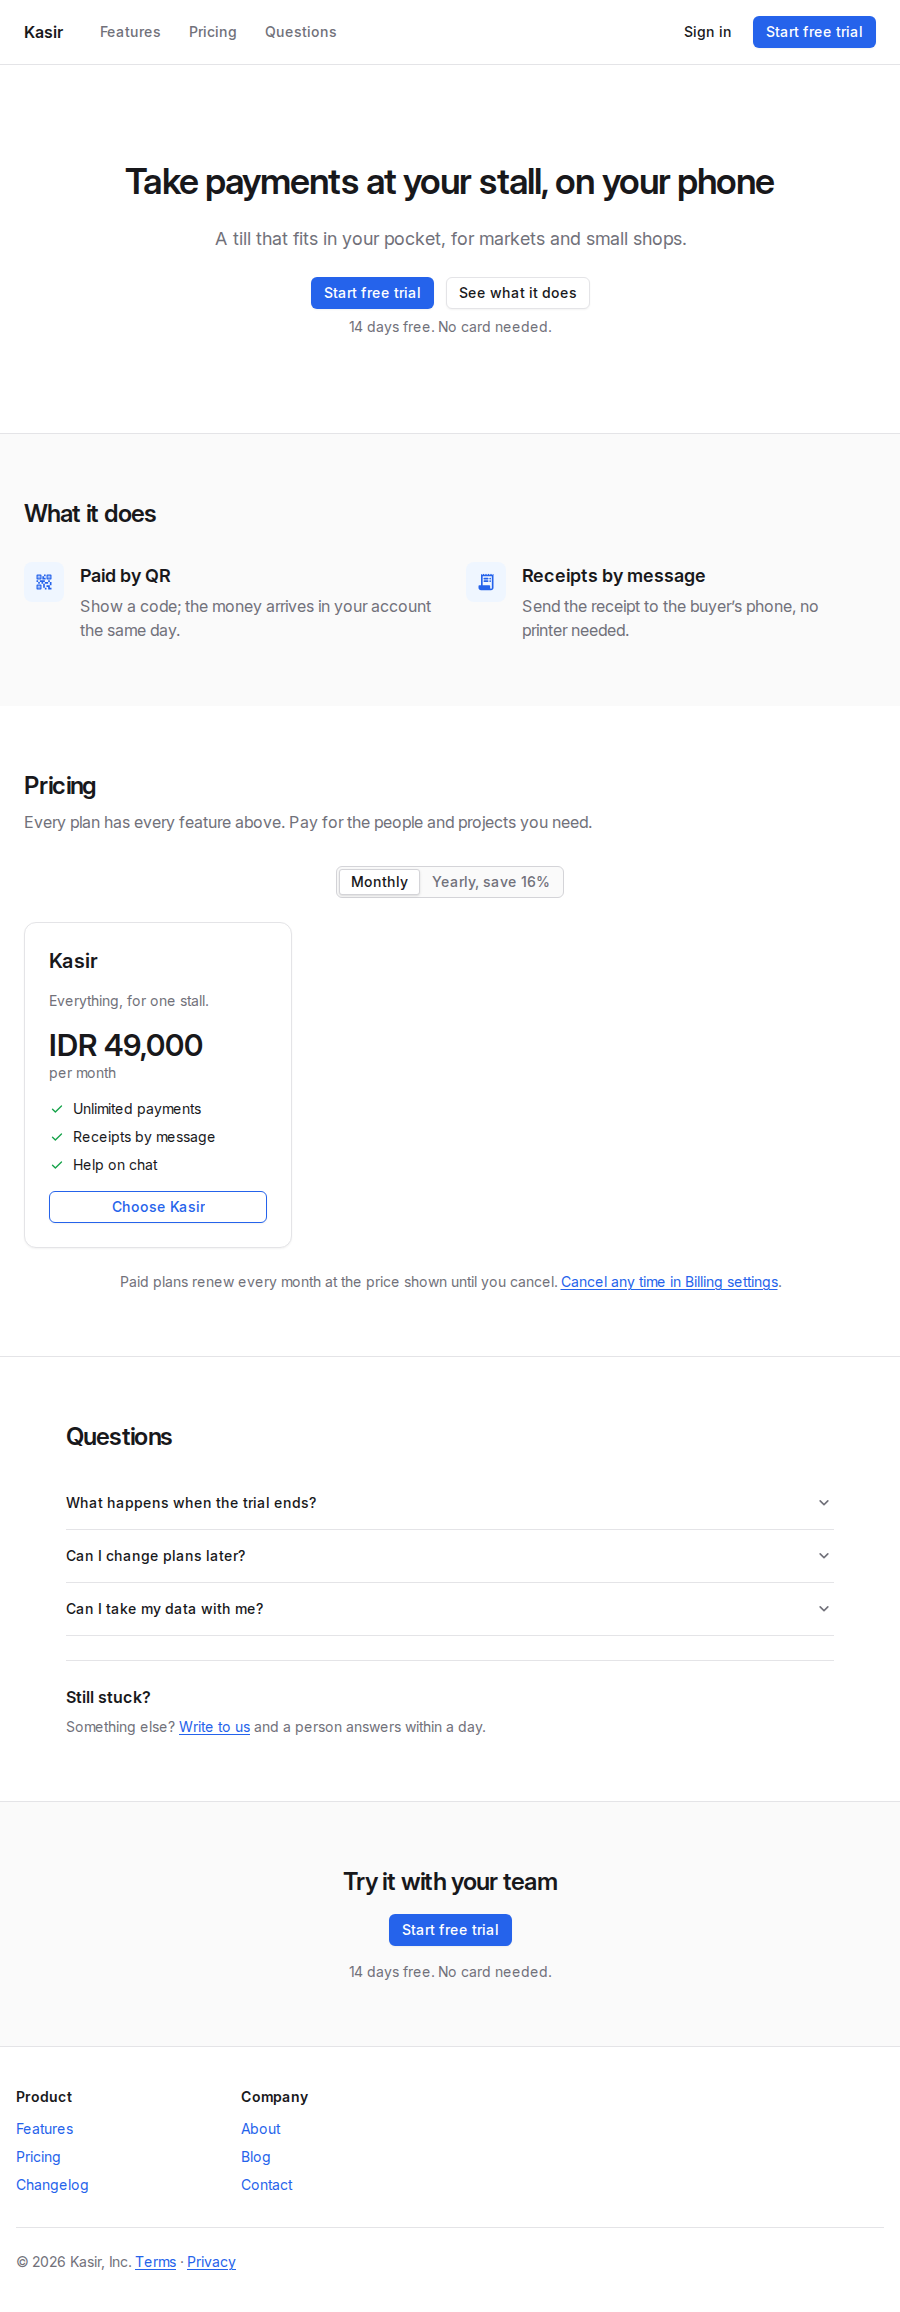 Kasir
Features
Pricing
Questions
Sign in
Start free trial
Take payments at your stall, on your phone
A till that fits in your pocket, for markets and small shops.
Start free trial
See what it does
14 days free. No card needed.
What it does
Paid by QR
Show a code; the money arrives in your account
the same day.
Receipts by message
Send the receipt to the buyer's phone, no
printer needed.
Pricing
Every plan has every feature above. Pay for the people and projects you need.
Monthly
Yearly, save 16%
Kasir
Everything, for one stall.
IDR 49,000
per month
Unlimited payments
Receipts by message
Help on chat
Choose Kasir
Paid plans renew every month at the price shown until you cancel. Cancel any time in Billing settings.
Questions
What happens when the trial ends?
Can I change plans later?
Can I take my data with me?
Still stuck?
Something else? Write to us and a person answers within a day.
Try it with your team
Start free trial
14 days free. No card needed.
Product
Features
Pricing
Changelog
Company
About
Blog
Contact
© 2026 Kasir, Inc. Terms · Privacy